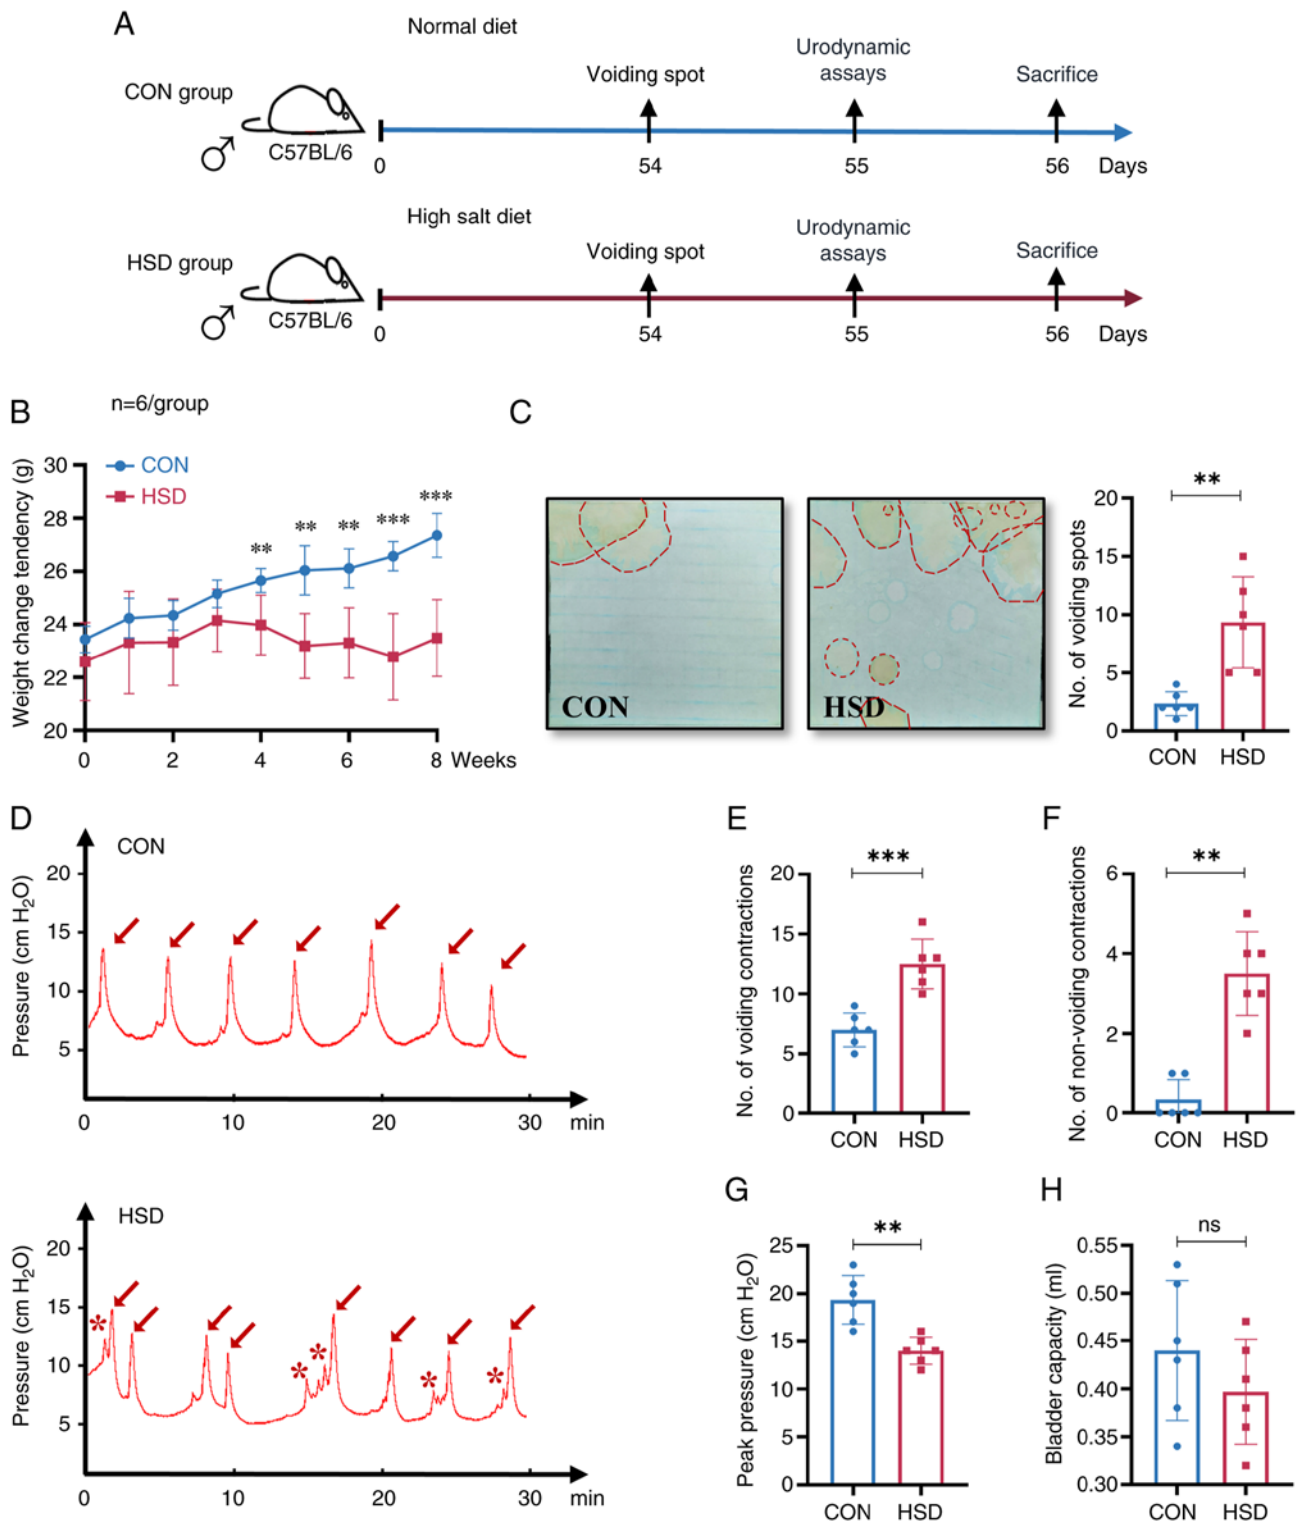 A
Normal diet
CON group
♂
C57BL/6
Voiding spot
Urodynamic
assays
Sacrifice
0
54
55
56
Days
High salt diet
HSD group
♂
C57BL/6
Voiding spot
Urodynamic
assays
Sacrifice
0
54
55
56
Days
B
n=6/group
Weight change tendency (g)
CON
HSD
30
28
26
24
22
20
**
**
**
***
***
0
2
4
6
8
Weeks
C
CON
HSD
No. of voiding spots
**
20
15
10
5
0
CON
HSD
D
CON
Pressure (cm H₂O)
20
15
10
5
0
10
20
30
min
HSD
Pressure (cm H₂O)
20
15
10
5
*
*
*
*
*
0
10
20
30
min
E
No. of voiding contractions
***
20
15
10
5
0
CON
HSD
F
No. of non-voiding contractions
**
6
4
2
0
CON
HSD
G
Peak pressure (cm H₂O)
**
25
20
15
10
5
0
CON
HSD
H
Bladder capacity (ml)
ns
0.55
0.50
0.45
0.40
0.35
0.30
CON
HSD